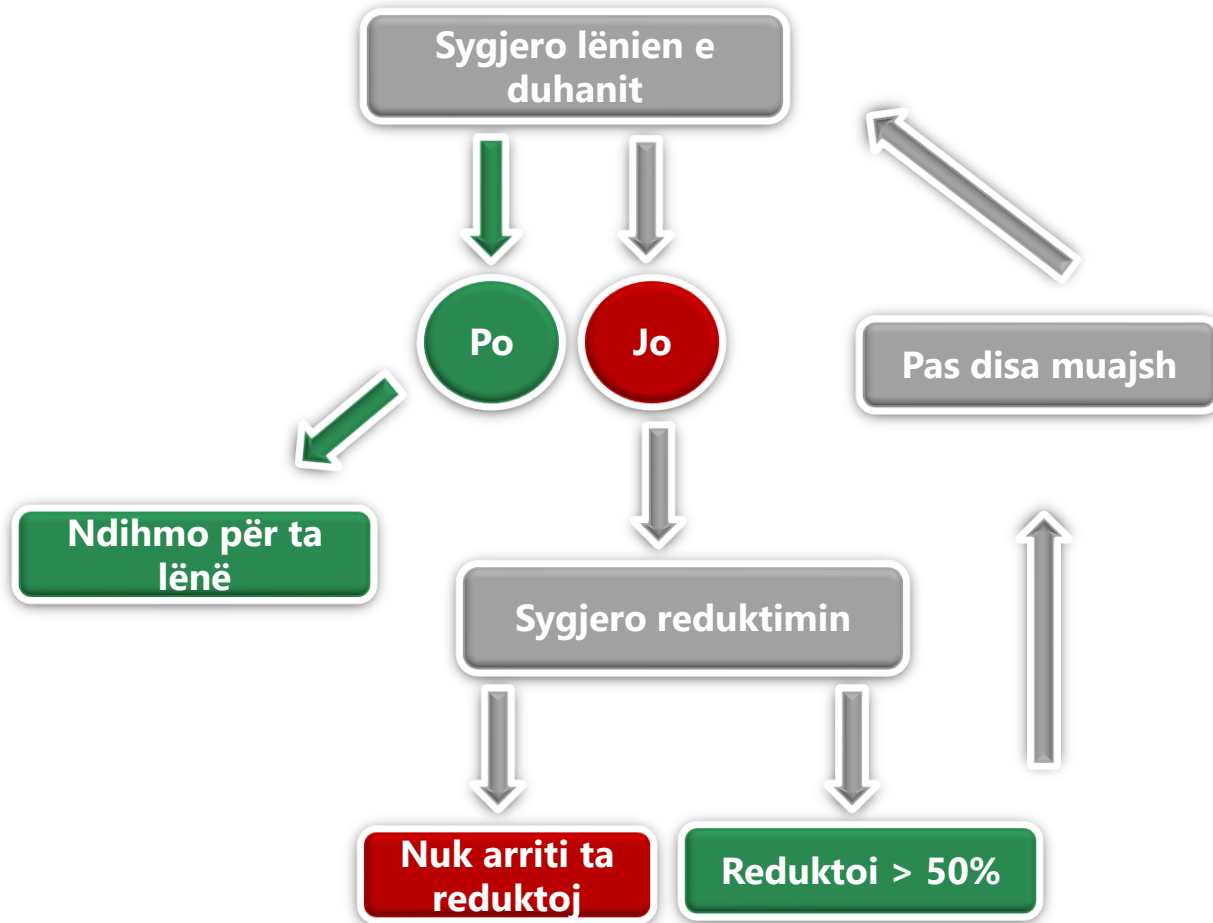 Sygjero lënien e
duhanit
Po
Jo
Pas disa muajsh
Ndihmo për ta
lënë
Sygjero reduktimin
Nuk arriti ta
reduktoj
Reduktoi > 50%